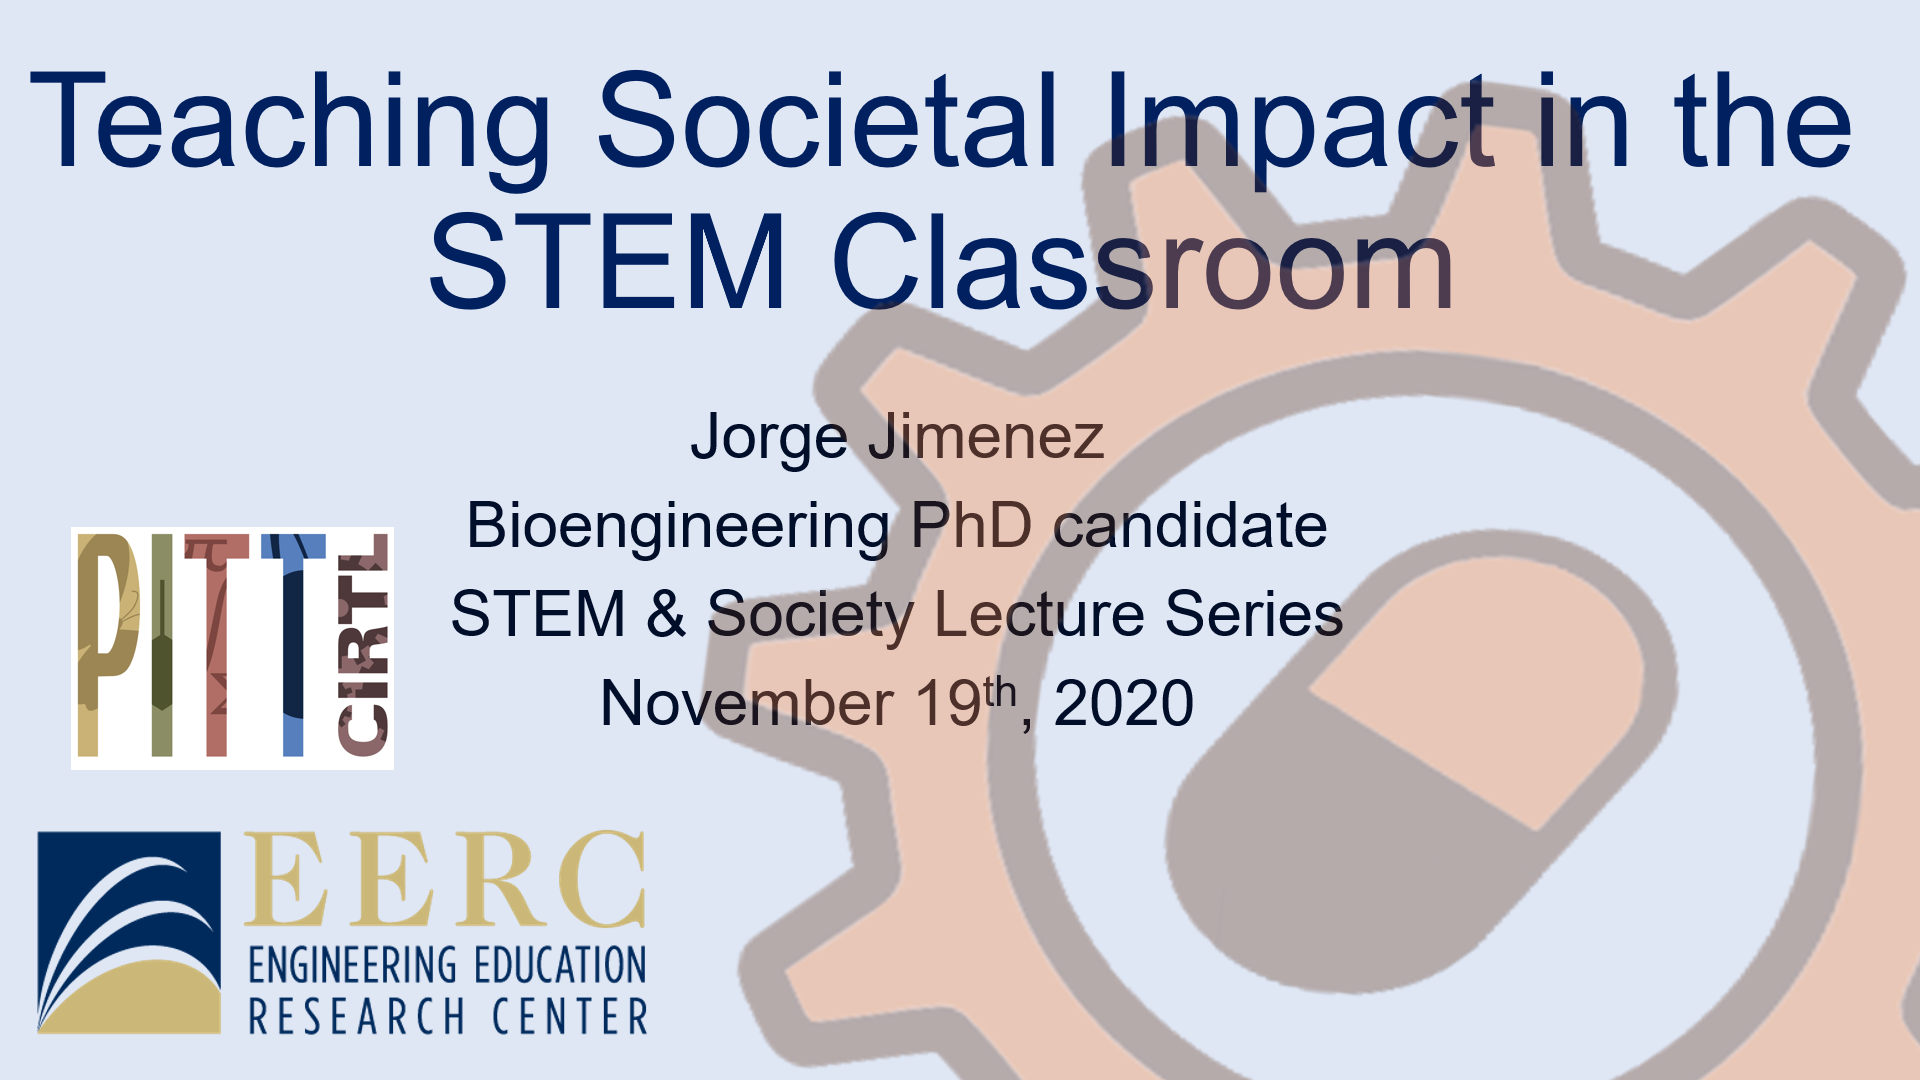 Teaching Societal Impact in the
STEM Classroom
Jorge Jimenez
Bioengineering PhD candidate
STEM & Society Lecture Series
November 19th, 2020
PITT
CIRTL
EERC
ENGINEERING EDUCATION
RESEARCH CENTER